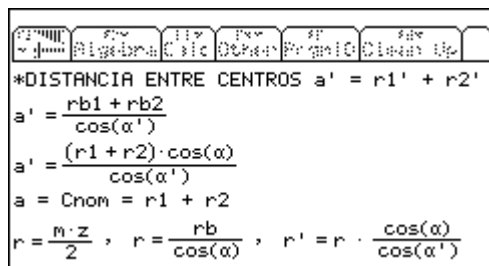 Algebra Calc Other PrgmIO Clean Up
*DISTANCIA ENTRE CENTROS a' = r1' + r2'
a' = (rb1 + rb2)/cos(α')
a' = ((r1 + r2)·cos(α))/cos(α')
a = Cnom = r1 + r2
r = (m·z)/2 , r = rb/cos(α) , r' = r · cos(α)/cos(α')